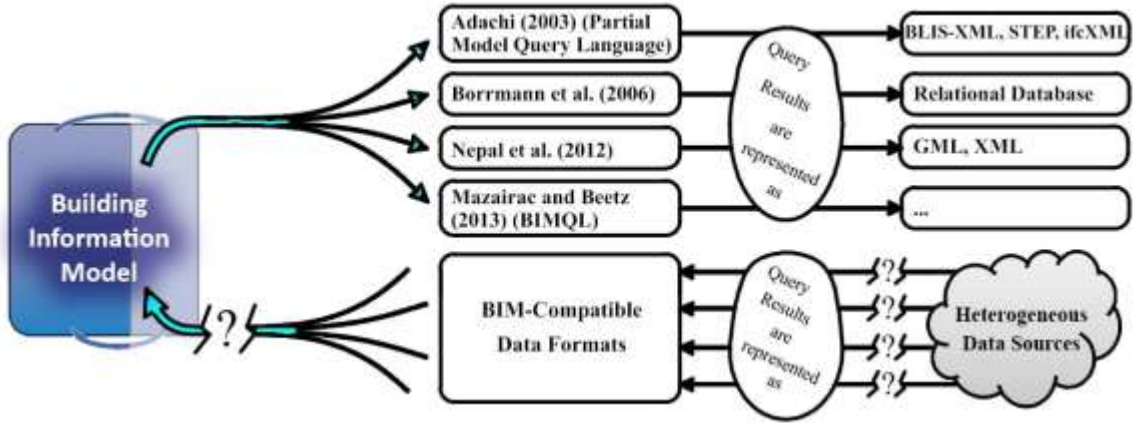 Building
Information
Model
Adachi (2003) (Partial
Model Query Language)
Borrmann et al. (2006)
Nepal et al. (2012)
Mazairac and Beetz
(2013) (BIMQL)
Query
Results
are
represented
as
BLIS-XML, STEP, ifcXML
Relational Database
GML, XML
...
?
BIM-Compatible
Data Formats
Query
Results
are
represented
as
?
?
?
?
Heterogeneous
Data Sources